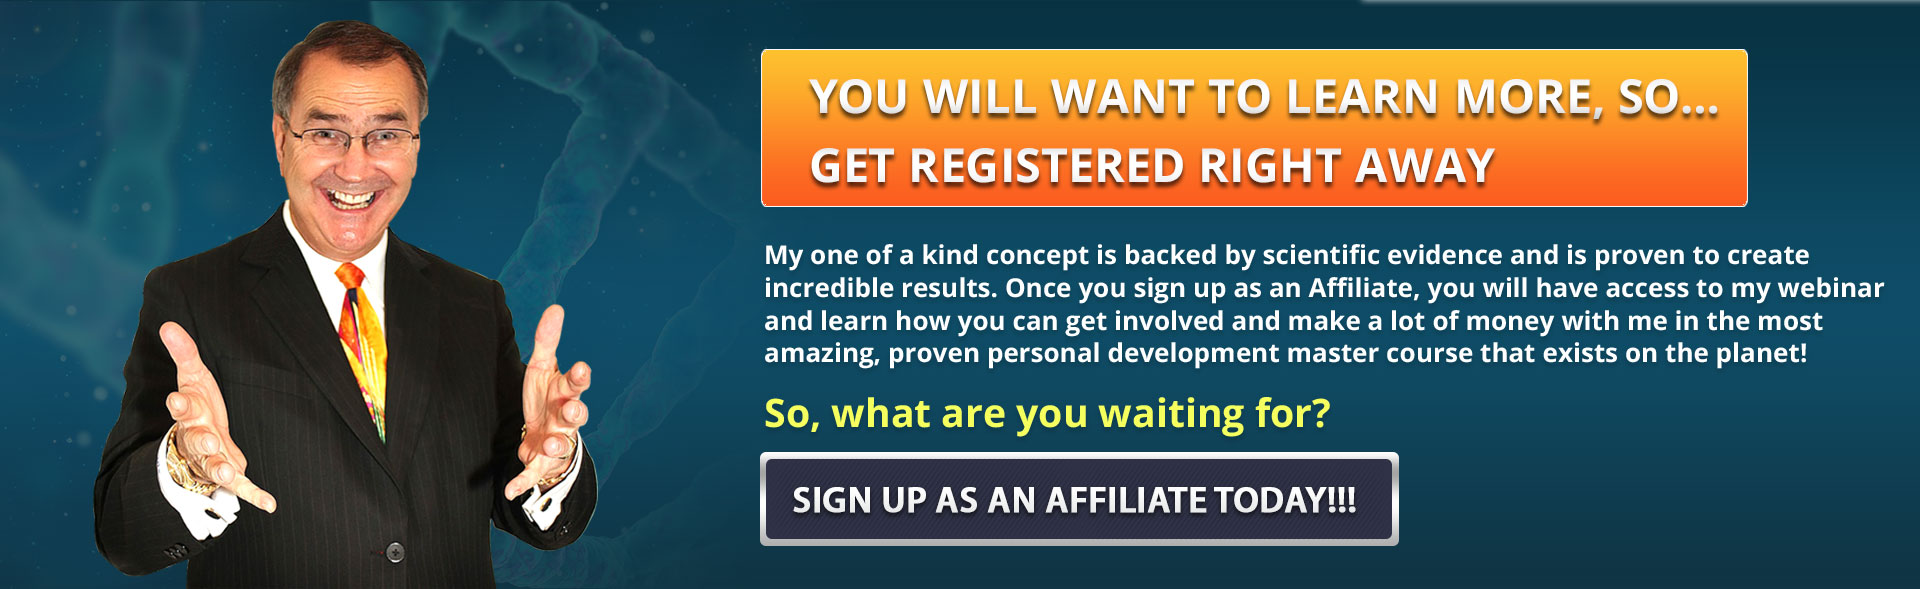 YOU WILL WANT TO LEARN MORE, SO...
GET REGISTERED RIGHT AWAY
My one of a kind concept is backed by scientific evidence and is proven to create
incredible results. Once you sign up as an Affiliate, you will have access to my webinar
and learn how you can get involved and make a lot of money with me in the most
amazing, proven personal development master course that exists on the planet!
So, what are you waiting for?
SIGN UP AS AN AFFILIATE TODAY!!!